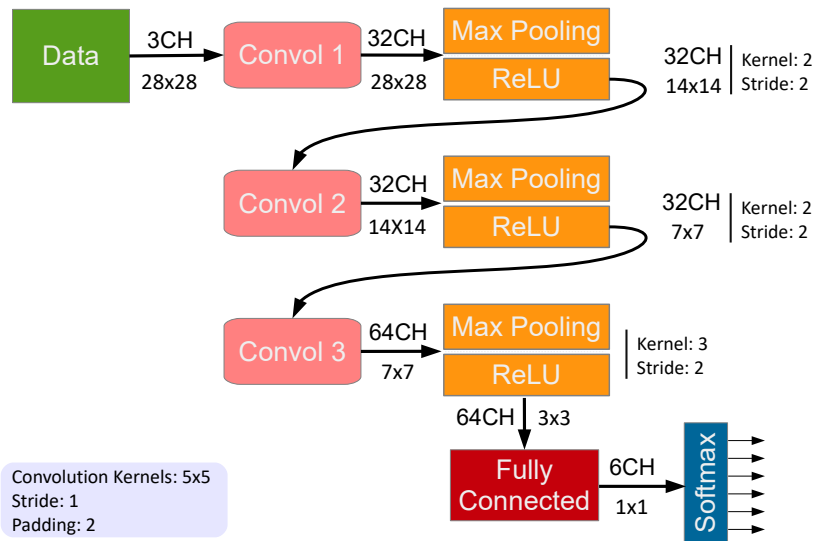 Data
3CH
28x28
Convol 1
32CH
28x28
Max Pooling
ReLU
32CH
14x14
Kernel: 2
Stride: 2
Convol 2
32CH
14X14
Max Pooling
ReLU
32CH
7x7
Kernel: 2
Stride: 2
Convol 3
64CH
7x7
Max Pooling
ReLU
Kernel: 3
Stride: 2
64CH
3x3
Fully
Connected
6CH
1x1
Softmax
Convolution Kernels: 5x5
Stride: 1
Padding: 2